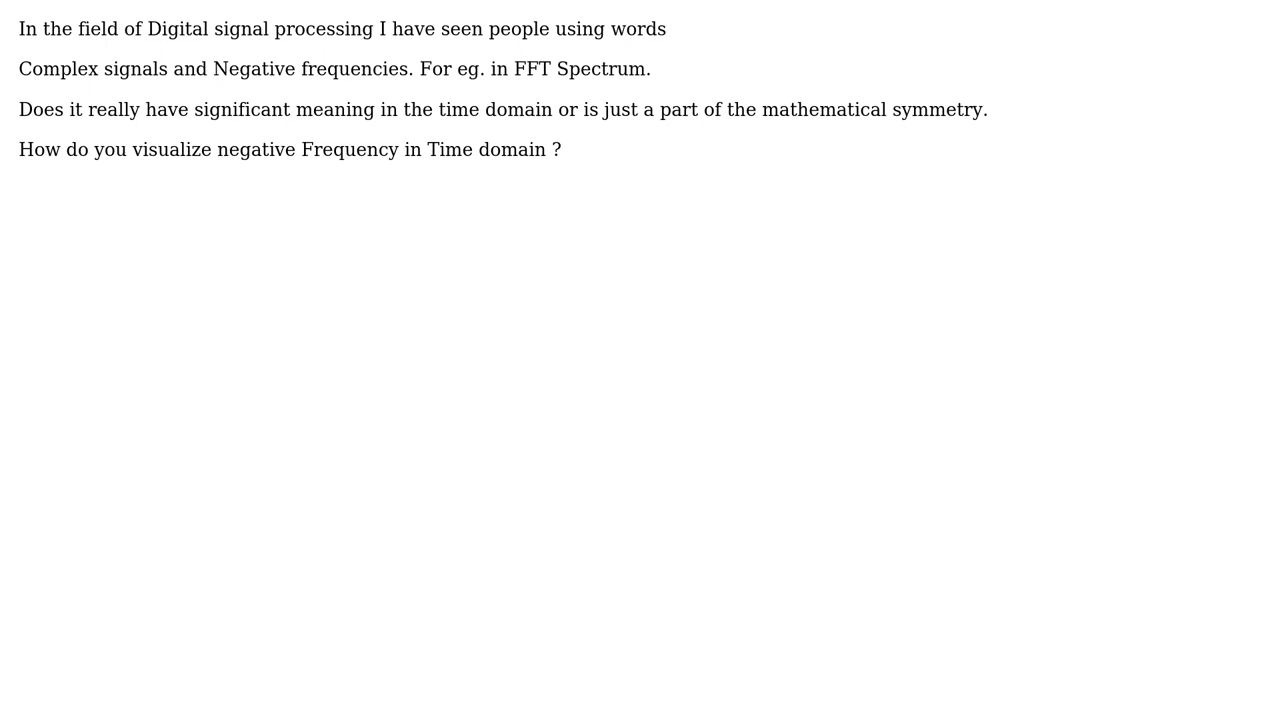 In the field of Digital signal processing I have seen people using words
Complex signals and Negative frequencies. For eg. in FFT Spectrum.
Does it really have significant meaning in the time domain or is just a part of the mathematical symmetry.
How do you visualize negative Frequency in Time domain ?